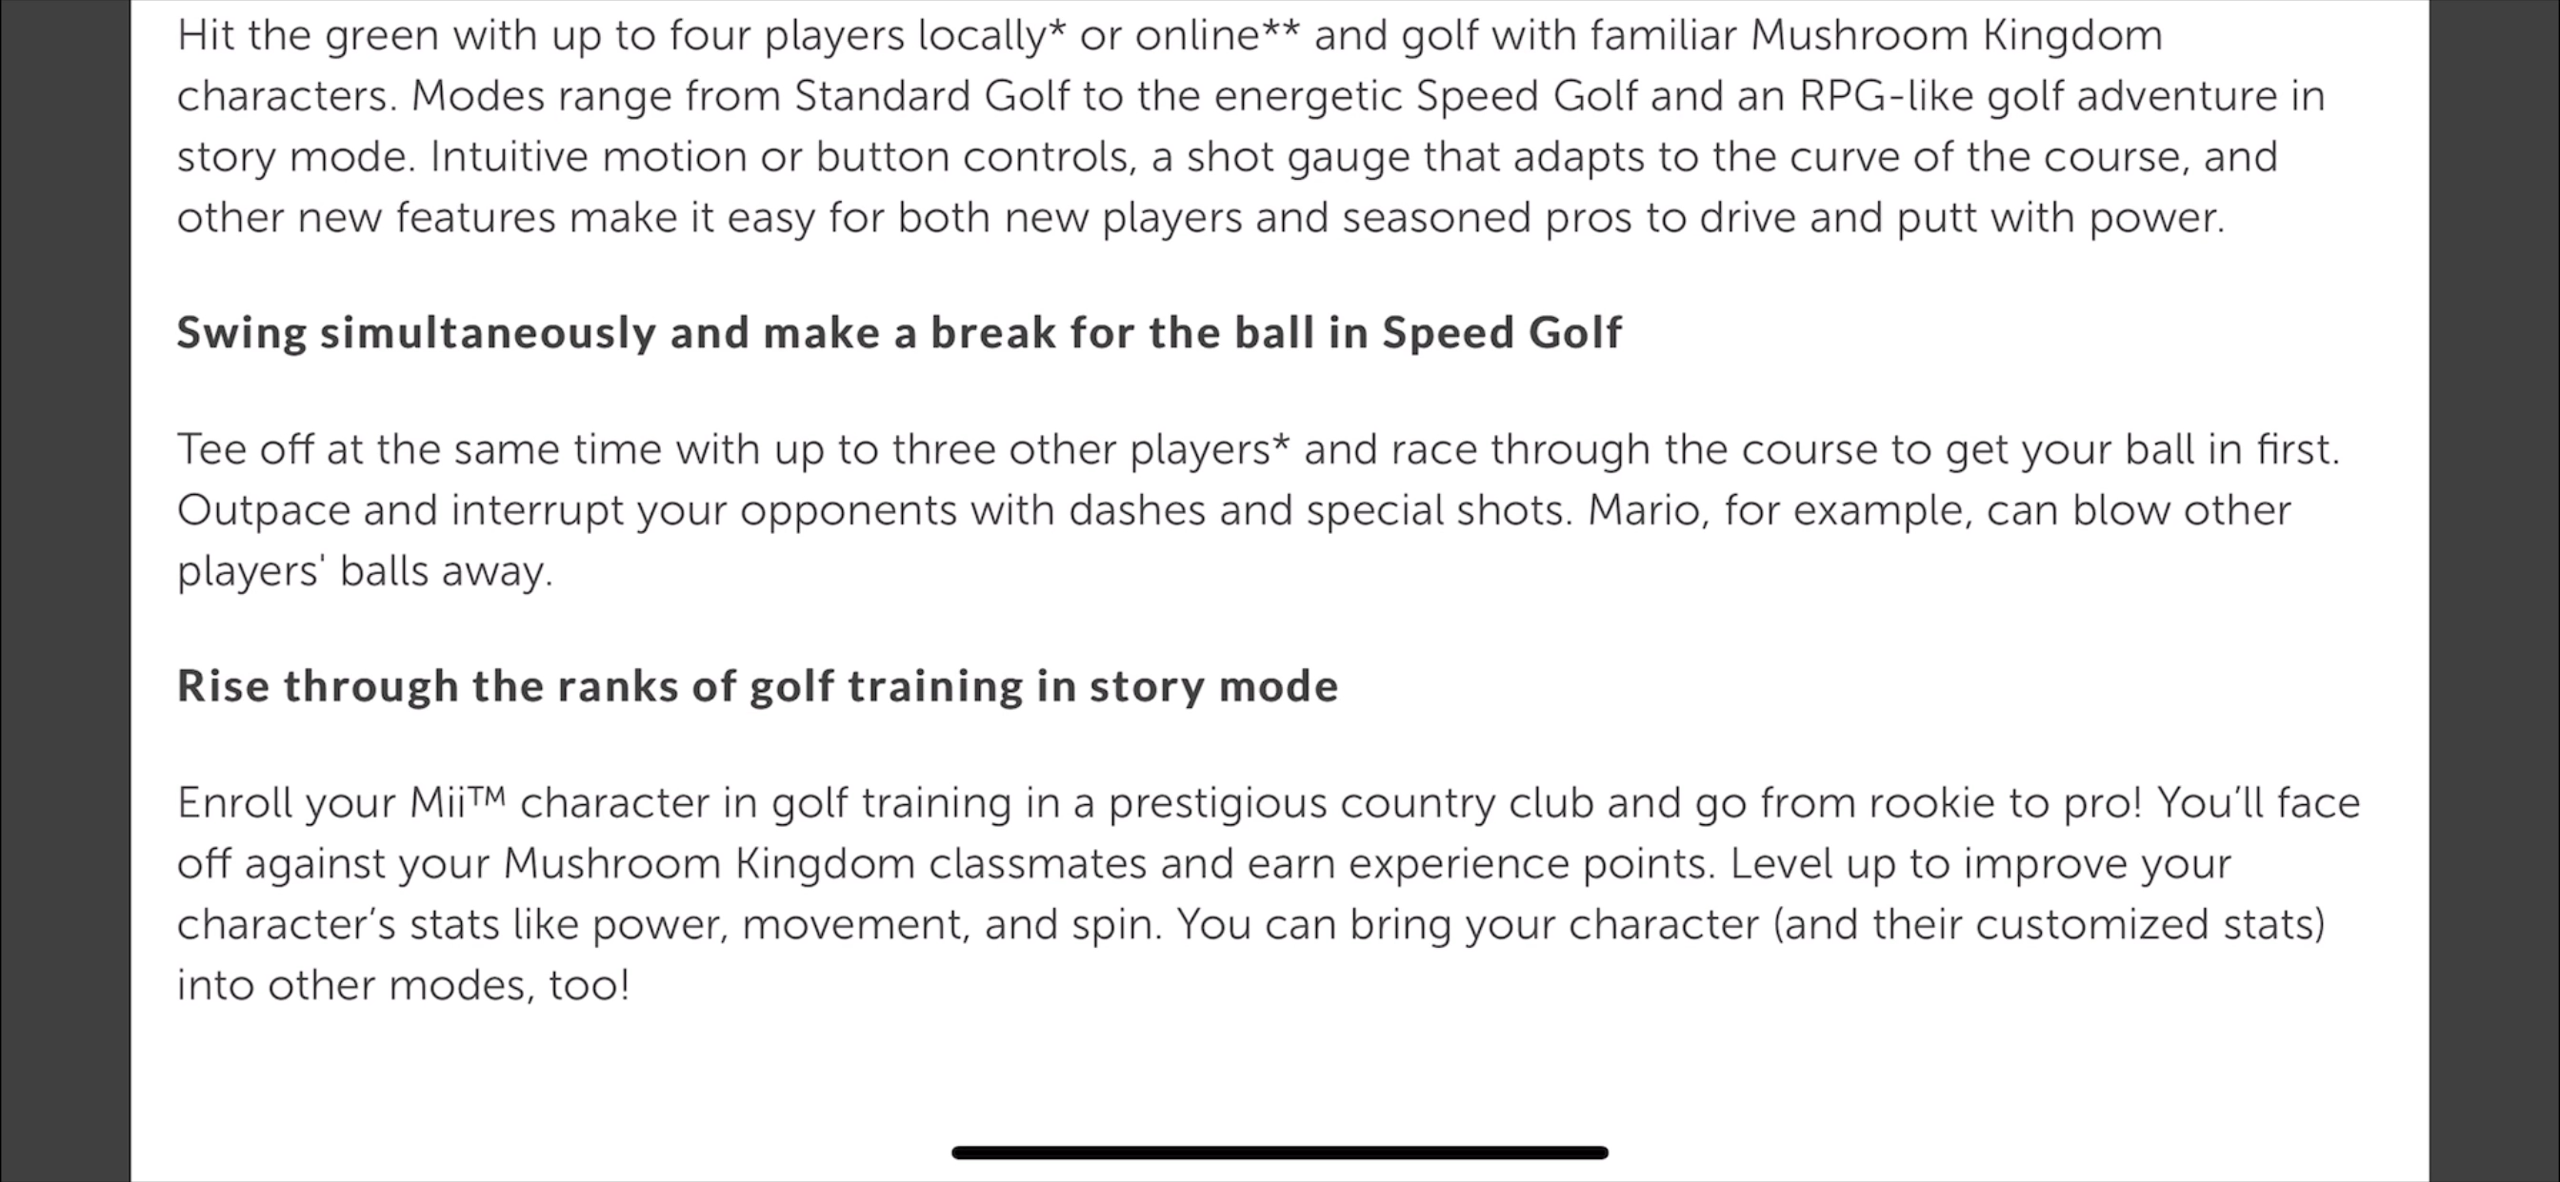 Hit the green with up to four players locally* or online** and golf with familiar Mushroom Kingdom
characters. Modes range from Standard Golf to the energetic Speed Golf and an RPG-like golf adventure in
story mode. Intuitive motion or button controls, a shot gauge that adapts to the curve of the course, and
other new features make it easy for both new players and seasoned pros to drive and putt with power.
Swing simultaneously and make a break for the ball in Speed Golf
Tee off at the same time with up to three other players* and race through the course to get your ball in first.
Outpace and interrupt your opponents with dashes and special shots. Mario, for example, can blow other
players' balls away.
Rise through the ranks of golf training in story mode
Enroll your Mii™ character in golf training in a prestigious country club and go from rookie to pro! You’ll face
off against your Mushroom Kingdom classmates and earn experience points. Level up to improve your
character’s stats like power, movement, and spin. You can bring your character (and their customized stats)
into other modes, too!